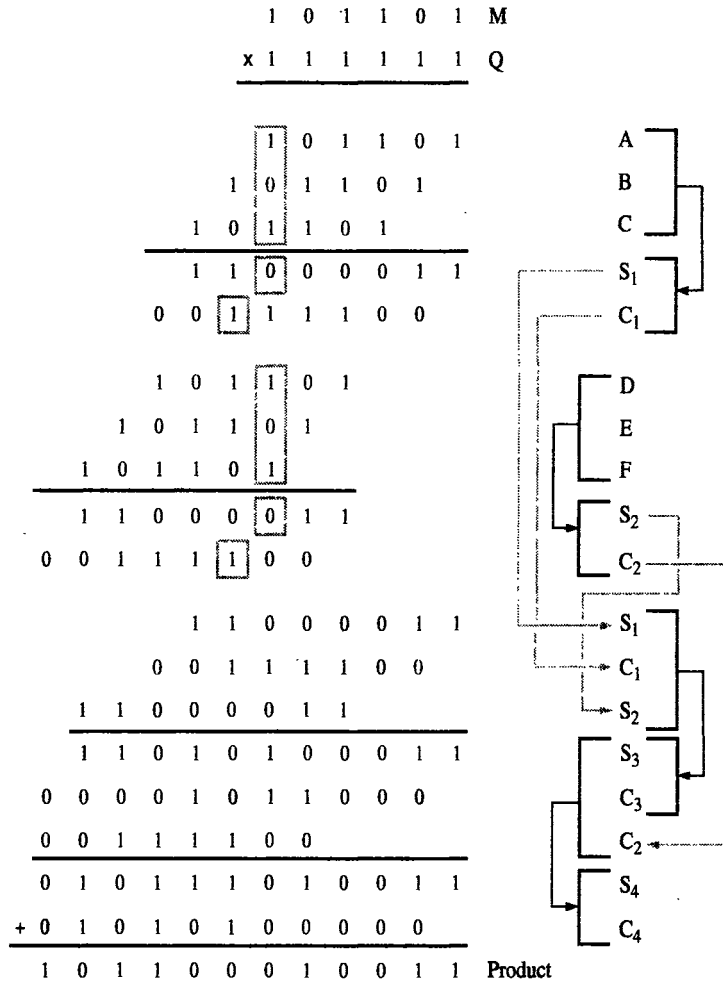 1 0 1 1 0 1 M
x 1 1 1 1 1 1 Q
1 0 1 1 0 1 A
1 0 1 1 0 1 B
1 0 1 1 0 1 C
1 1 0 0 0 0 1 1 S1
0 0 1 1 1 1 0 0 C1
1 0 1 1 0 1 D
1 0 1 1 0 1 E
1 0 1 1 0 1 F
1 1 0 0 0 0 1 1 S2
0 0 1 1 1 1 0 0 C2
1 1 0 0 0 0 1 1 S1
0 0 1 1 1 1 0 0 C1
1 1 0 0 0 0 1 1 S2
1 1 0 1 0 1 0 0 0 1 1 S3
0 0 0 0 1 0 1 1 0 0 0 C3
0 0 1 1 1 1 0 0 C2
0 1 0 1 1 1 0 1 0 0 1 1 S4
+ 0 1 0 1 0 1 0 0 0 0 0 C4
1 0 1 1 0 0 0 1 0 0 1 1 Product